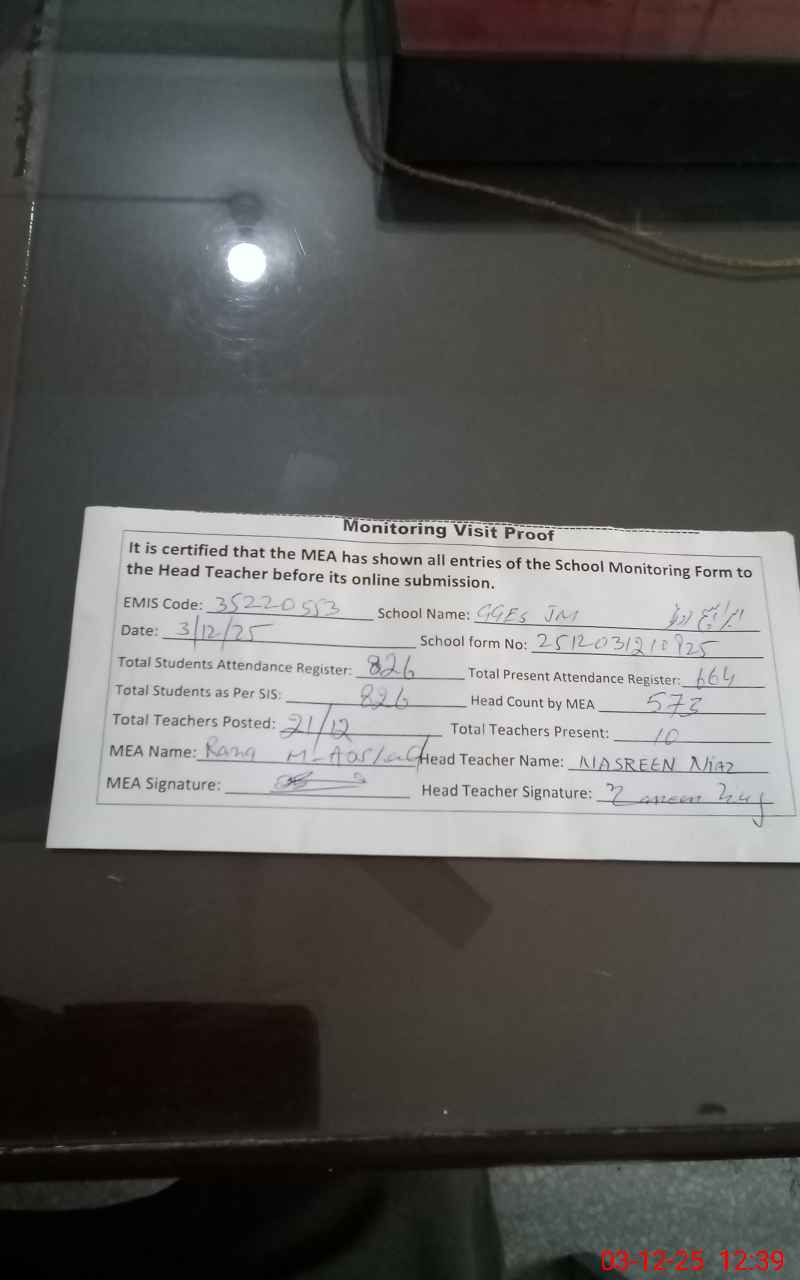 Monitoring Visit Proof
It is certified that the MEA has shown all entries of the School Monitoring Form to
the Head Teacher before its online submission.
EMIS Code: 35220553 School Name: GGES JM
Date: 3/12/25 School form No:
Total Students Attendance Register: 826 Total Present Attendance Register: 664
Total Students as Per SIS: 826 Head Count by MEA 573
Total Teachers Posted: 21/12 Total Teachers Present: 10
MEA Name: Rana M- Head Teacher Name: NASREEN NiAZ
MEA Signature: Head Teacher Signature:
03-12-25 12:39